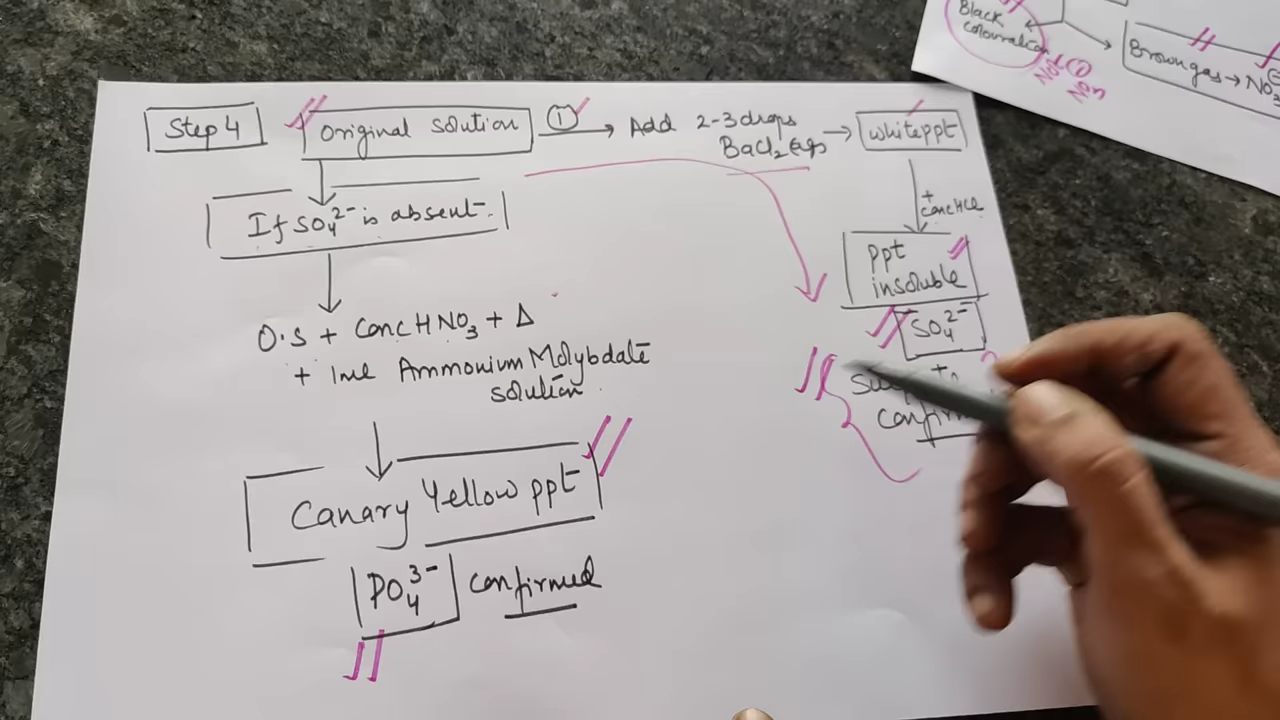 Black
colouration
Brown gas → NO3
Step 4
Original solution
① → Add 2-3 drops
BaCl2 (aq) →
white ppt
+
Conc HCl
If SO4^2- is absent.
ppt
insoluble
SO4^2-
confirm
O.S + Conc HNO3 + Δ
+ 1ml Ammonium Molybdate
solution.
Canary Yellow ppt
PO4^3- confirmed